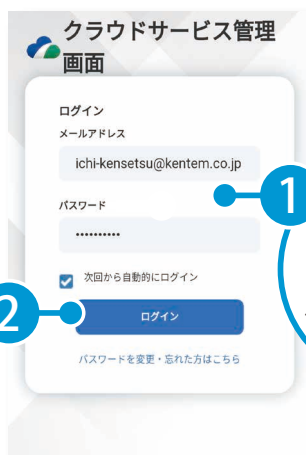 クラウドサービス管理
画面
ログイン
メールアドレス
ichi-kensetsu@kentem.co.jp
1
パスワード
••••••••••
次回から自動的にログイン
2
ログイン
パスワードを変更・忘れた方はこちら